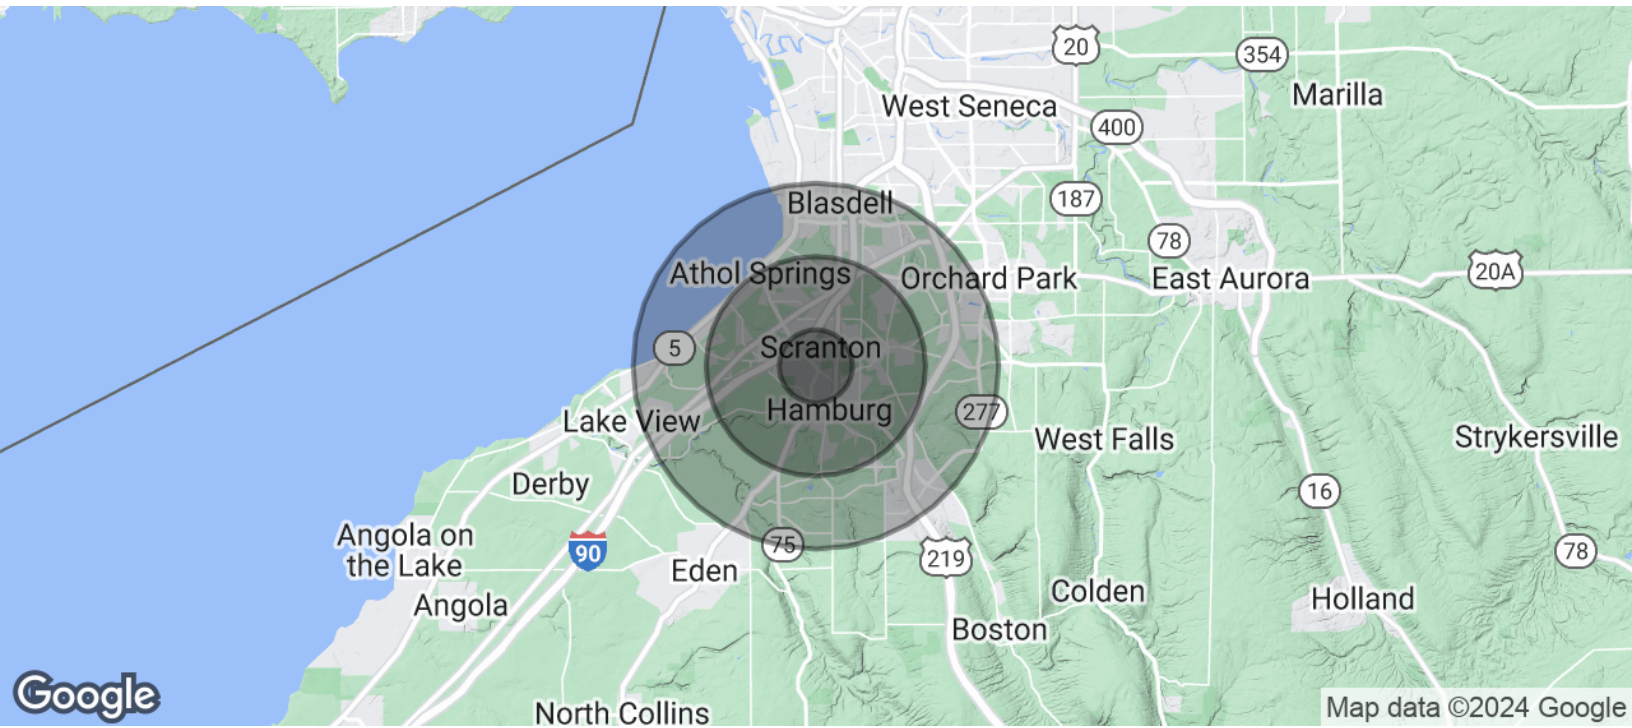 20
354
Marilla
West Seneca
400
187
Blasdell
78
Athol Springs
Orchard Park
East Aurora
20A
5
Scranton
Hamburg
277
Lake View
West Falls
Strykersville
Derby
16
Angola on
the Lake
90
75
219
78
Eden
Colden
Angola
Holland
Boston
Google
North Collins
Map data ©2024 Google